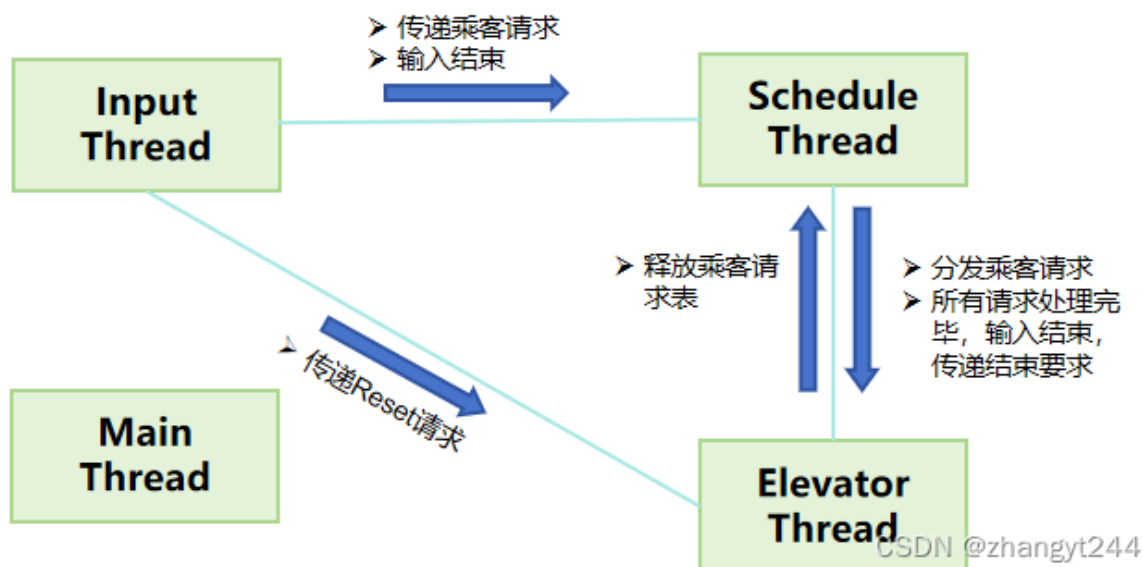 ➢ 传递乘客请求
➢ 输入结束
Input
Thread
Schedule
Thread
➢ 释放乘客请
求表
➢ 分发乘客请求
➢ 所有请求处理完
毕，输入结束，
传递结束要求
➢ 传递Reset请求
Main
Thread
Elevator
Thread
CSDN @zhangyt244